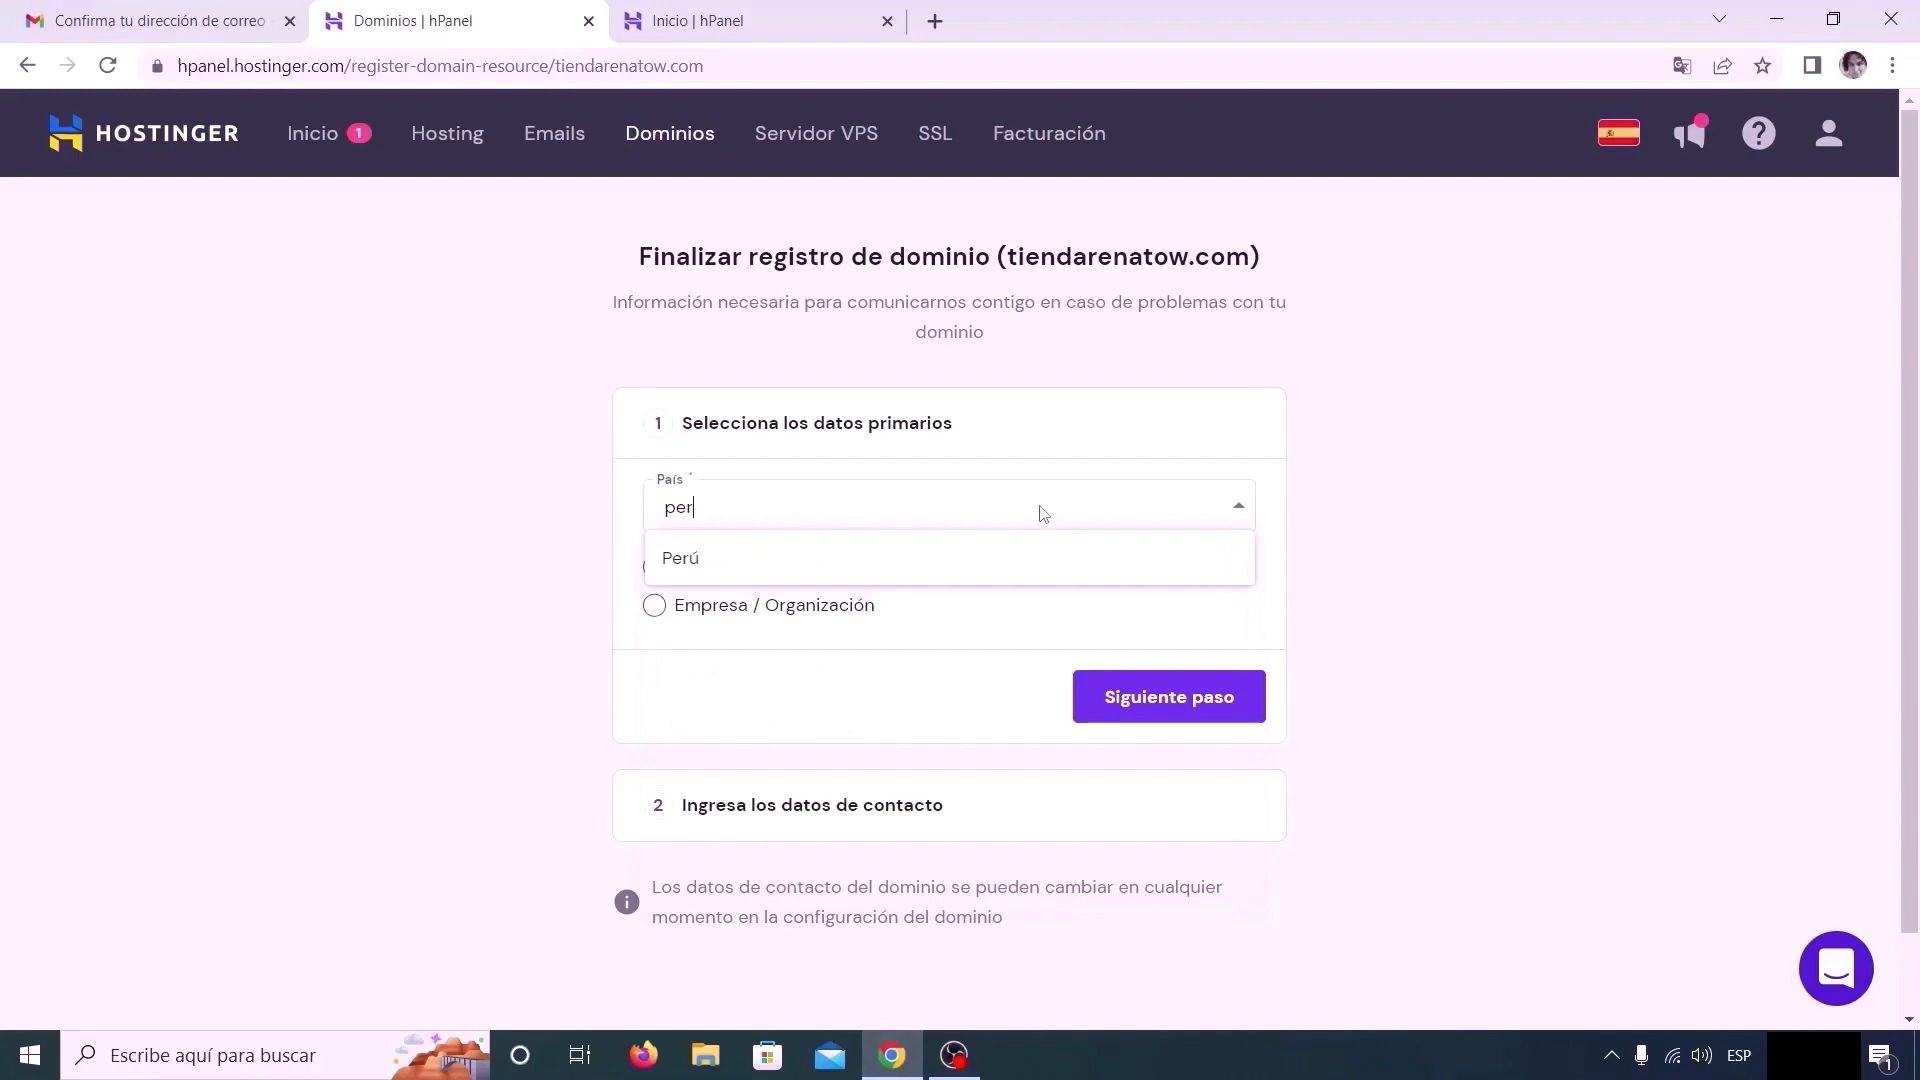 Confirma tu dirección de correo
Dominios | hPanel
Inicio | hPanel
hpanel.hostinger.com/register-domain-resource/tiendarenatow.com
HOSTINGER
Inicio 1
Hosting
Emails
Dominios
Servidor VPS
SSL
Facturación
Finalizar registro de dominio (tiendarenatow.com)
Información necesaria para comunicarnos contigo en caso de problemas con tu
dominio
1 Selecciona los datos primarios
País *
per
Perú
Empresa / Organización
Siguiente paso
2 Ingresa los datos de contacto
Los datos de contacto del dominio se pueden cambiar en cualquier
momento en la configuración del dominio
Escribe aquí para buscar
ESP
1